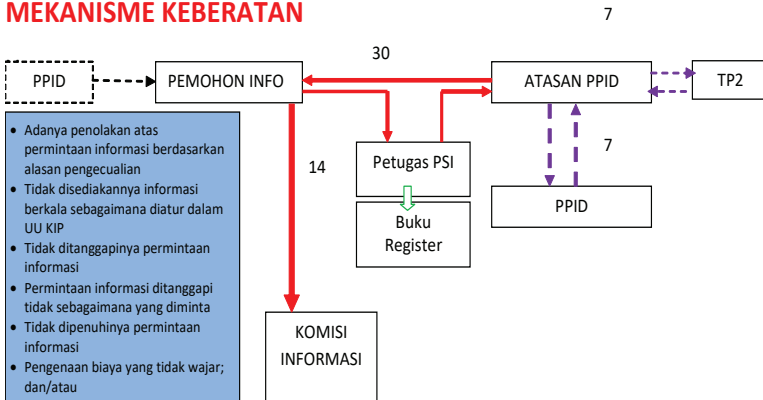 MEKANISME KEBERATAN
7
30
PPID
PEMOHON INFO
ATASAN PPID
TP2
• Adanya penolakan atas
permintaan informasi berdasarkan
alasan pengecualian
• Tidak disediakannya informasi
berkala sebagaimana diatur dalam
UU KIP
• Tidak ditanggapinya permintaan
informasi
• Permintaan informasi ditanggapi
tidak sebagaimana yang diminta
• Tidak dipenuhinya permintaan
informasi
• Pengenaan biaya yang tidak wajar;
dan/atau
14
Petugas PSI
7
Buku
Register
PPID
KOMISI
INFORMASI